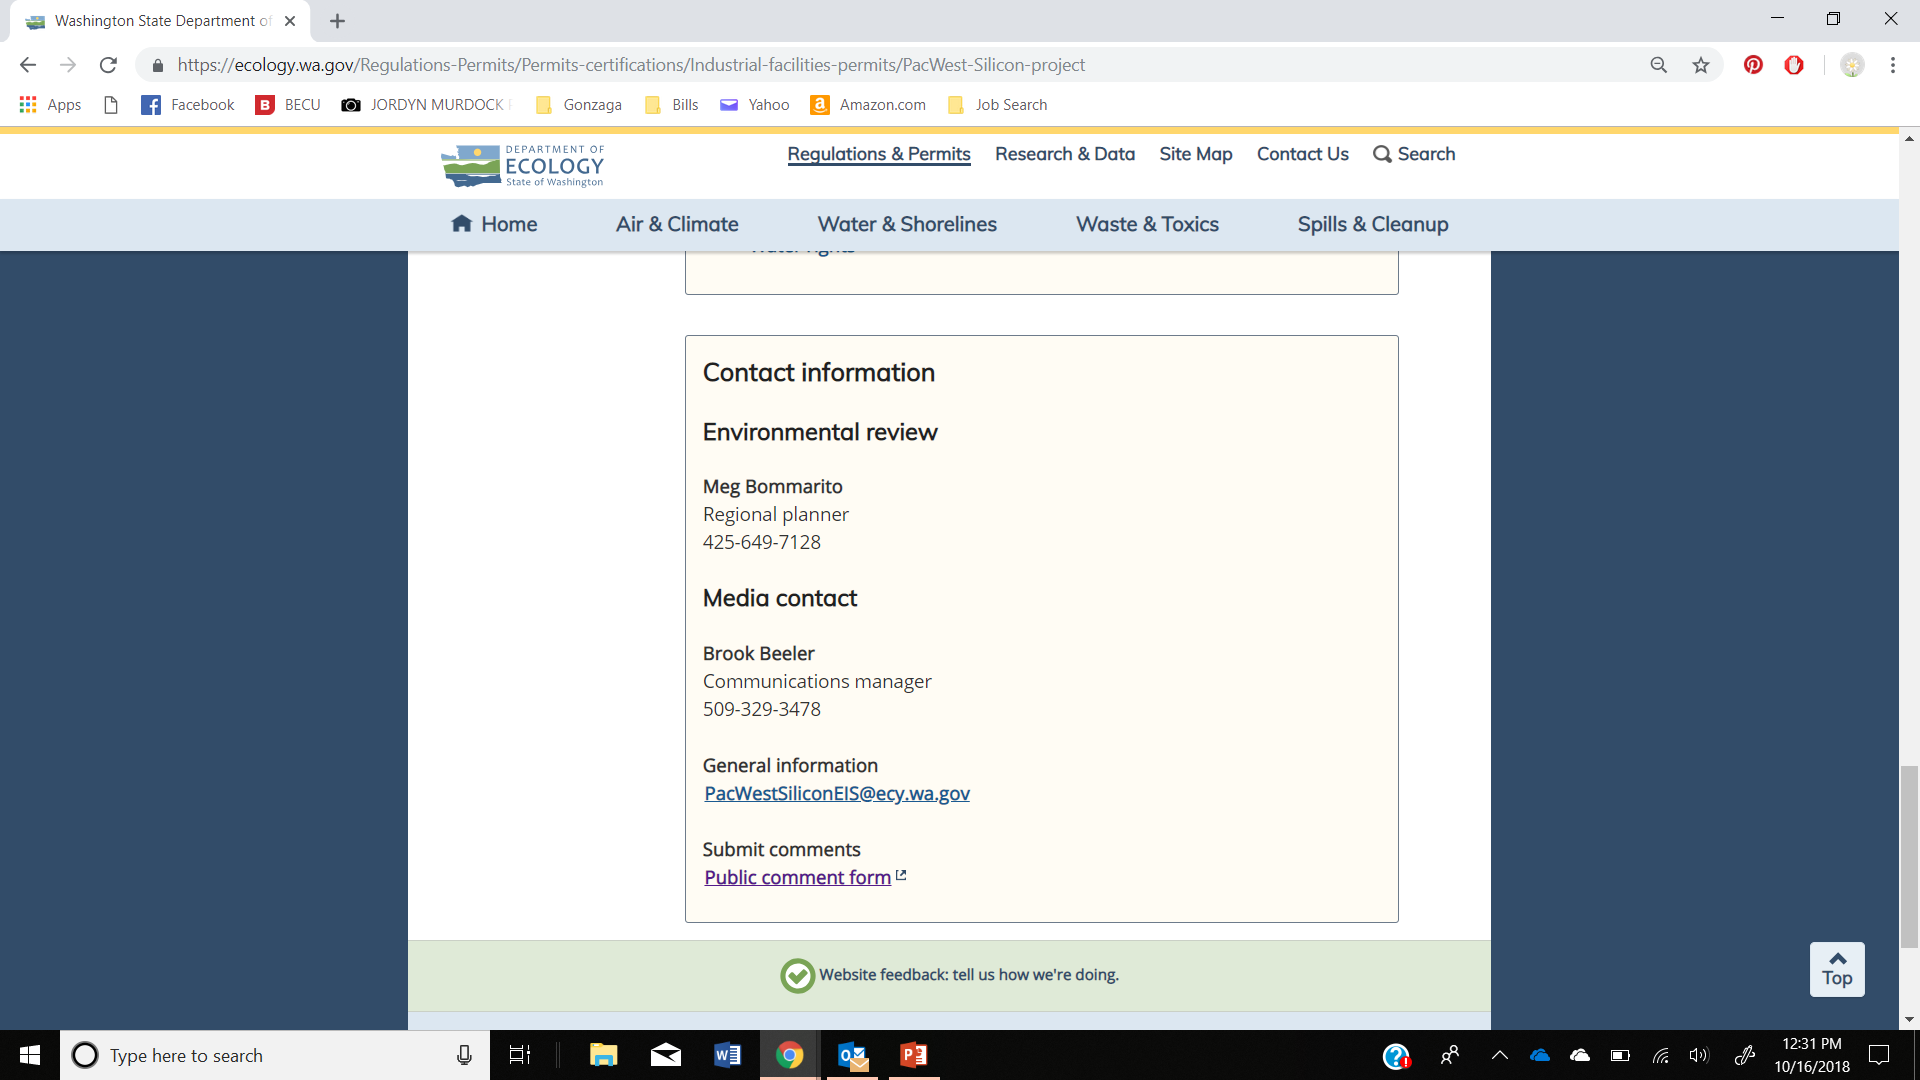 Washington State Department of
https://ecology.wa.gov/Regulations-Permits/Permits-certifications/Industrial-facilities-permits/PacWest-Silicon-project
Apps Facebook BECU JORDYN MURDOCK Gonzaga Bills Yahoo Amazon.com Job Search
DEPARTMENT OF
ECOLOGY
State of Washington
Regulations & Permits Research & Data Site Map Contact Us Search
Home Air & Climate Water & Shorelines Waste & Toxics Spills & Cleanup
Contact information
Environmental review
Meg Bommarito
Regional planner
425-649-7128
Media contact
Brook Beeler
Communications manager
509-329-3478
General information
PacWestSiliconEIS@ecy.wa.gov
Submit comments
Public comment form
Website feedback: tell us how we're doing.
Top
Type here to search
12:31 PM
10/16/2018